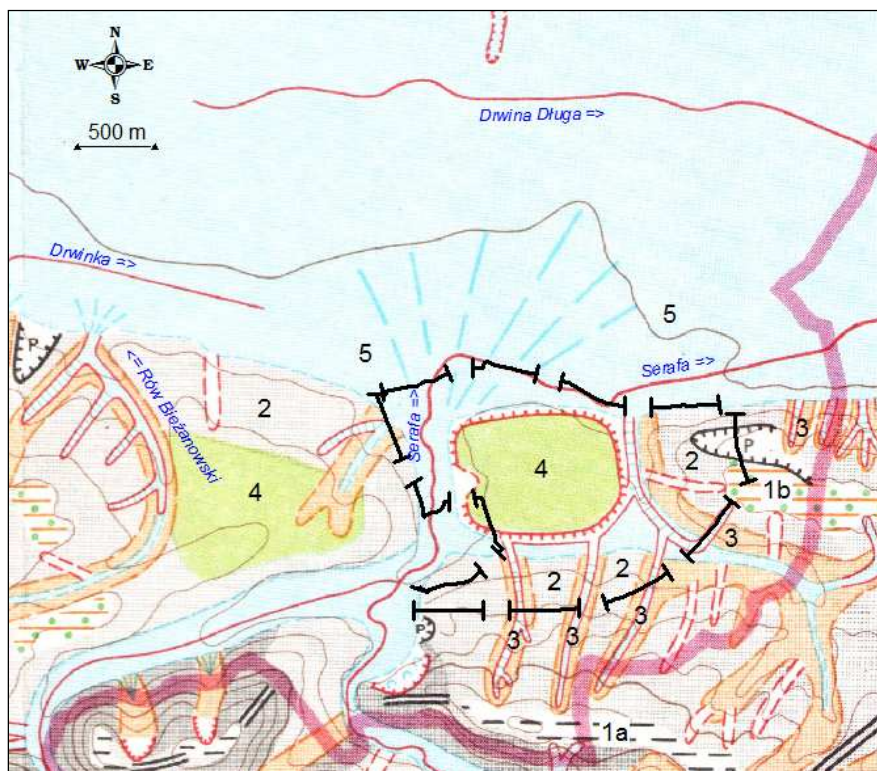 N
W E
S
500 m
Drwina Długa =>
Drwinka =>
5
5
Serafa =>
P
<= Rów Bieżanowski
2
Serafa =>
3
P
2
4
4
1b
3
2
2
3
3
3
P
1a